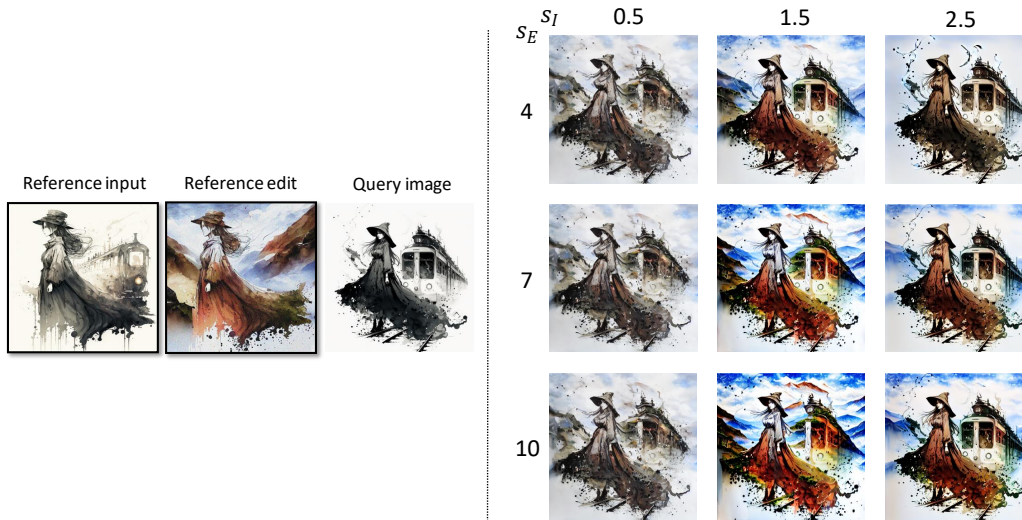 Reference input
Reference edit
Query image
s_I
0.5
1.5
2.5
s_E
4
7
10